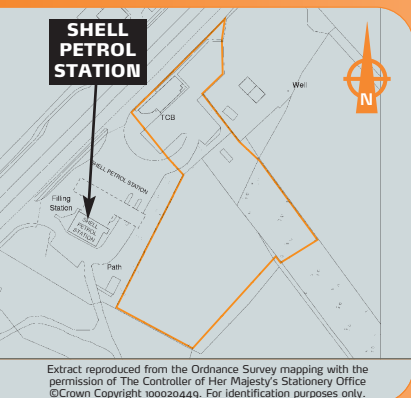 SHELL
PETROL
STATION
Well
TCB
SHELL PETROL STATION
Filling
Station
SHELL
PETROL
STATION
Path
N
Extract reproduced from the Ordnance Survey mapping with the
permission of The Controller of Her Majesty's Stationery Office
©Crown Copyright 100020449. For identification purposes only.